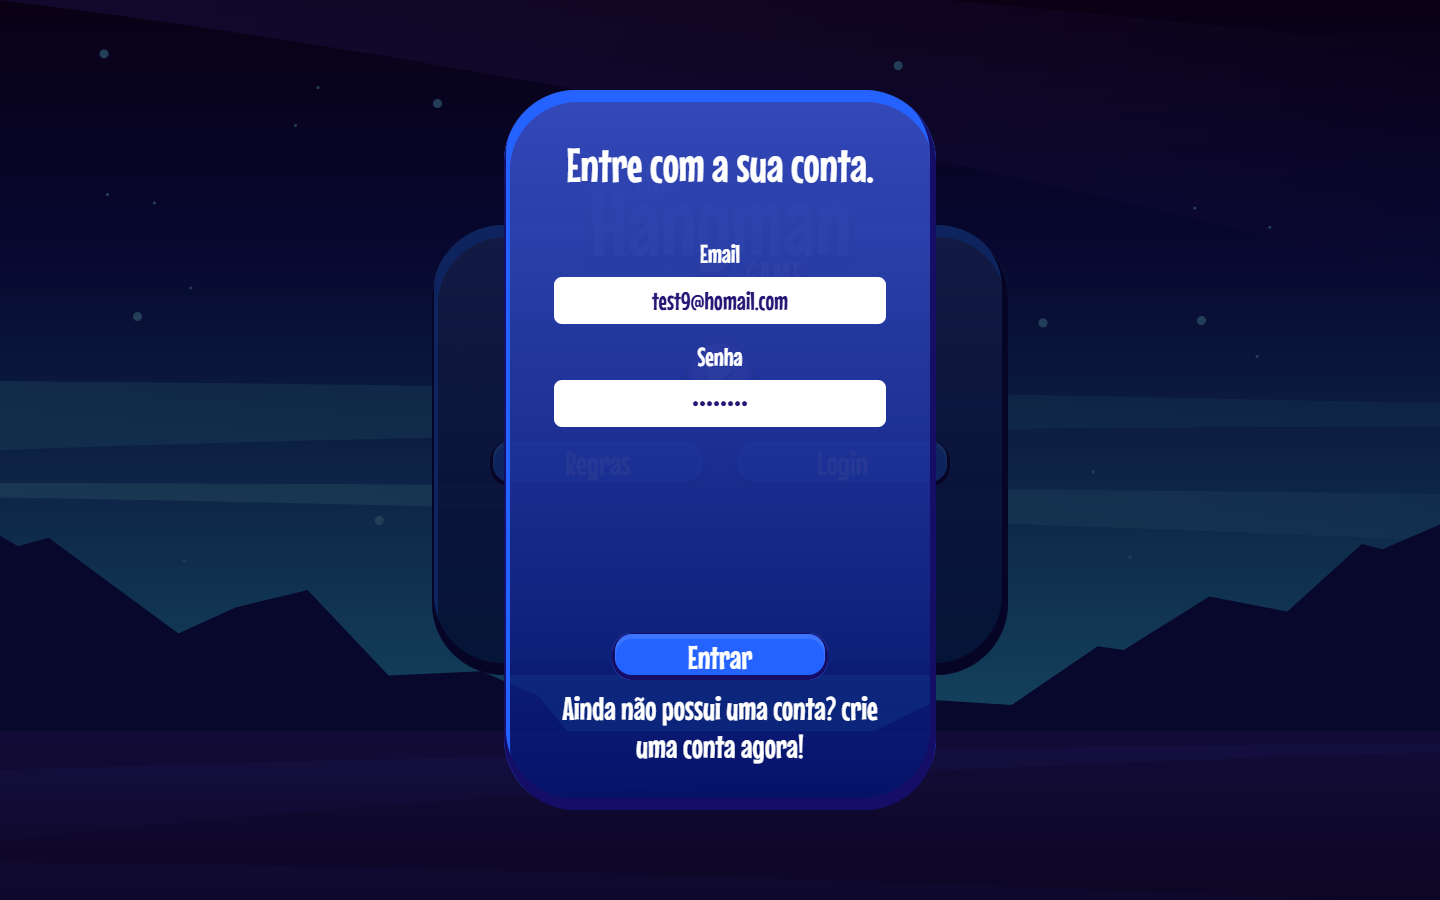 Entre com a sua conta.
Hangman
GAME
Email
test9@homail.com
Senha
••••••••
Regras
Login
Entrar
Ainda não possui uma conta? crie
uma conta agora!